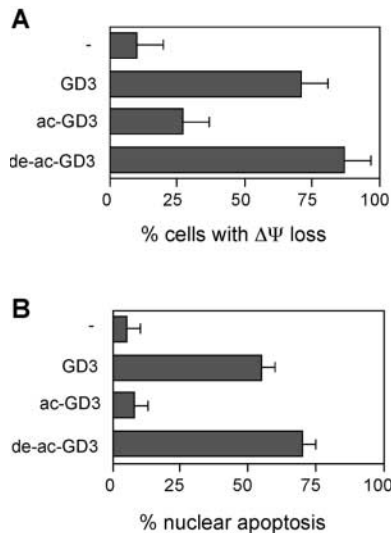 A
-
GD3
ac-GD3
de-ac-GD3
0 25 50 75 100
% cells with ΔΨ loss
B
-
GD3
ac-GD3
de-ac-GD3
0 25 50 75 100
% nuclear apoptosis